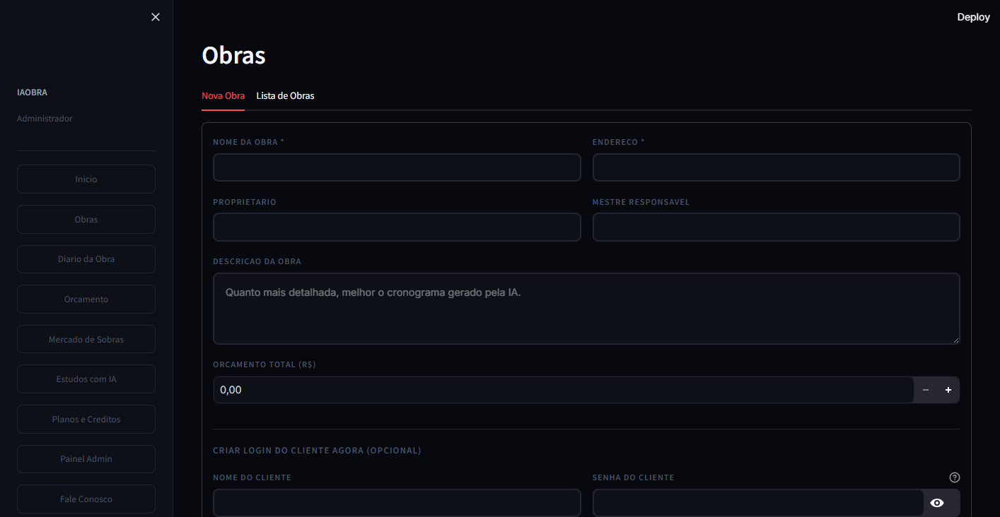 Deploy
IAOBRA
Administrador
Inicio
Obras
Diario da Obra
Orcamento
Mercado de Sobras
Estudos com IA
Planos e Creditos
Painel Admin
Fale Conosco
Obras
Nova Obra Lista de Obras
NOME DA OBRA * ENDERECO *
PROPRIETARIO MESTRE RESPONSAVEL
DESCRICAO DA OBRA
Quanto mais detalhada, melhor o cronograma gerado pela IA.
ORCAMENTO TOTAL (R$)
0,00
CRIAR LOGIN DO CLIENTE AGORA (OPCIONAL)
NOME DO CLIENTE SENHA DO CLIENTE